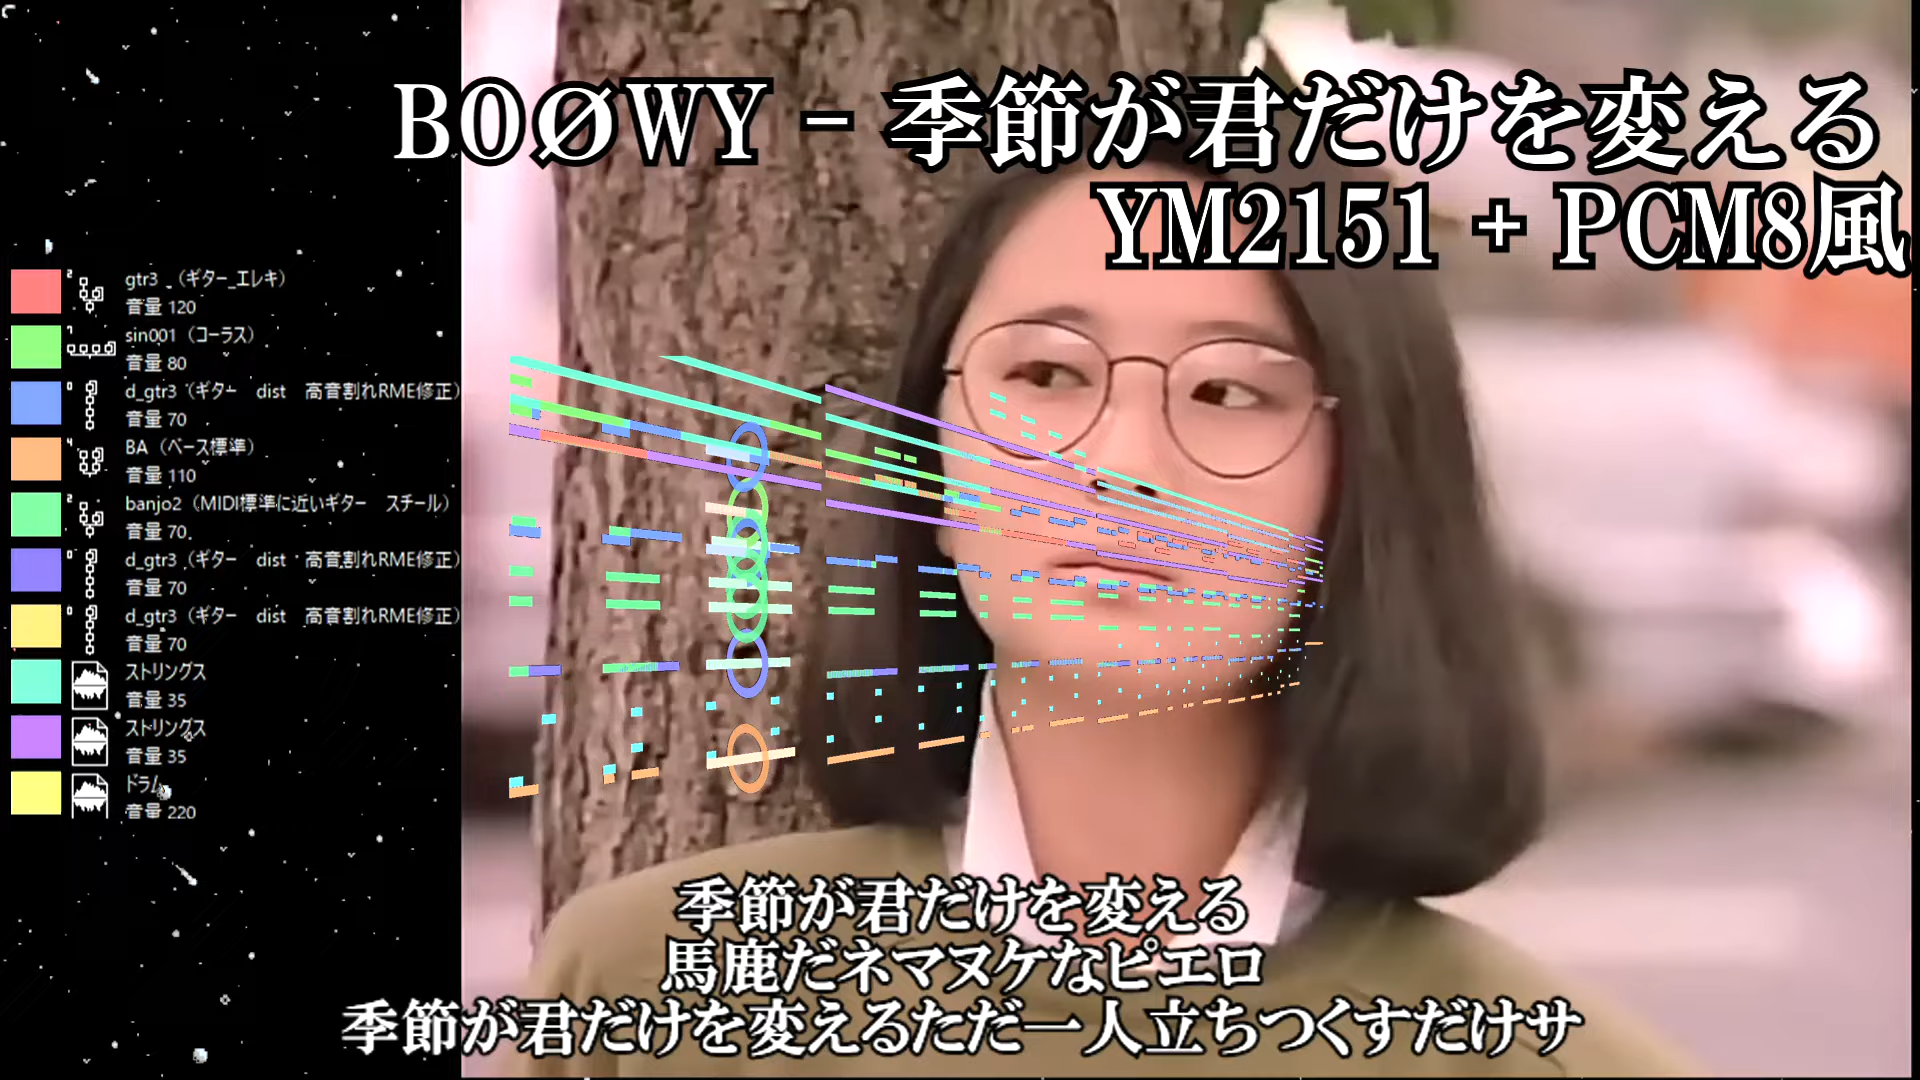 BOØWY - 季節が君だけを変える
YM2151 + PCM8風
gtr3 (ギター_エレキ)
音量 120
sin001 (コーラス)
音量 80
d_gtr3 (ギター dist 高音割れRME修正)
音量 70
BA (ベース標準)
音量 110
banjo2 (MIDI標準に近いギター スチール)
音量 70
d_gtr3 (ギター dist 高音割れRME修正)
音量 70
d_gtr3 (ギター dist 高音割れRME修正)
音量 70
ストリングス
音量 35
ストリングス
音量 35
ドラム
音量 220
季節が君だけを変える
馬鹿だネマヌケなピエロ
季節が君だけを変えるただ一人立ちつくすだけサ